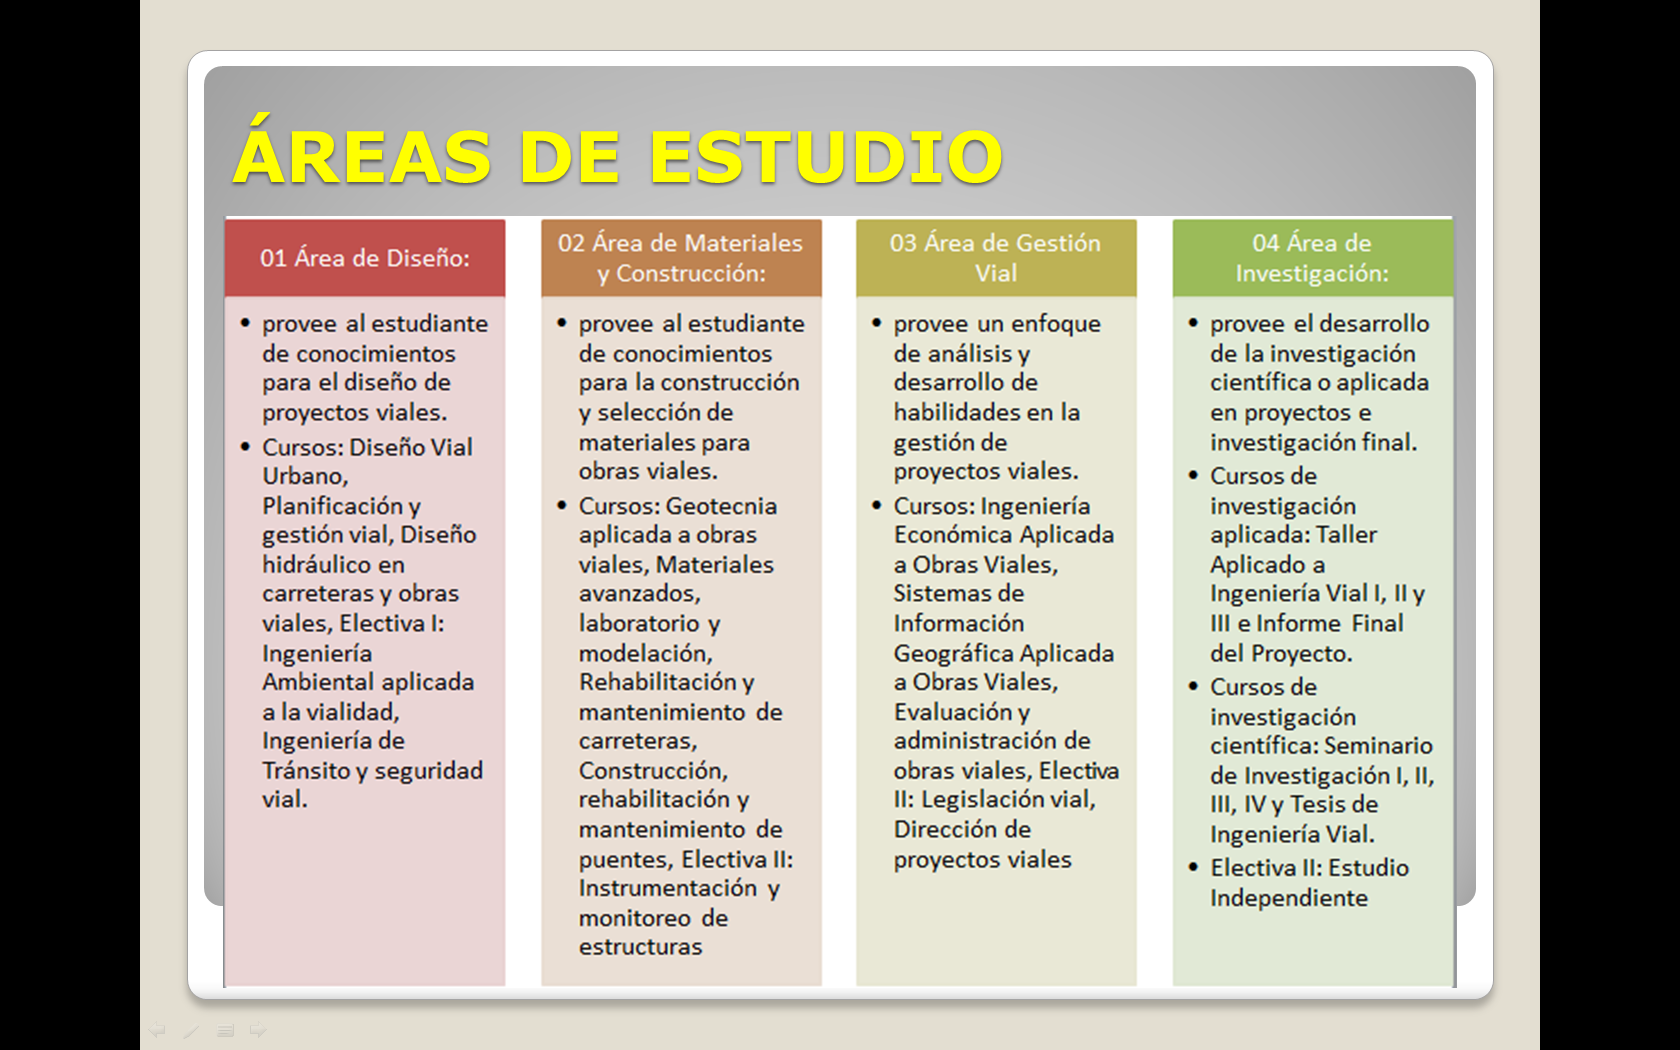 ÁREAS DE ESTUDIO
01 Área de Diseño:
• provee al estudiante
de conocimientos
para el diseño de
proyectos viales.
• Cursos: Diseño Vial
Urbano,
Planificación y
gestión vial, Diseño
hidráulico en
carreteras y obras
viales, Electiva I:
Ingeniería
Ambiental aplicada
a la vialidad,
Ingeniería de
Tránsito y seguridad
vial.
02 Área de Materiales
y Construcción:
• provee al estudiante
de conocimientos
para la construcción
y selección de
materiales para
obras viales.
• Cursos: Geotecnia
aplicada a obras
viales, Materiales
avanzados,
laboratorio y
modelación,
Rehabilitación y
mantenimiento de
carreteras,
Construcción,
rehabilitación y
mantenimiento de
puentes, Electiva II:
Instrumentación y
monitoreo de
estructuras
03 Área de Gestión
Vial
• provee un enfoque
de análisis y
desarrollo de
habilidades en la
gestión de
proyectos viales.
• Cursos: Ingeniería
Económica Aplicada
a Obras Viales,
Sistemas de
Información
Geográfica Aplicada
a Obras Viales,
Evaluación y
administración de
obras viales, Electiva
II: Legislación vial,
Dirección de
proyectos viales
04 Área de
Investigación:
• provee el desarrollo
de la investigación
científica o aplicada
en proyectos e
investigación final.
• Cursos de
investigación
aplicada: Taller
Aplicado a
Ingeniería Vial I, II y
III e Informe Final
del Proyecto.
• Cursos de
investigación
científica: Seminario
de Investigación I, II,
III, IV y Tesis de
Ingeniería Vial.
• Electiva II: Estudio
Independiente